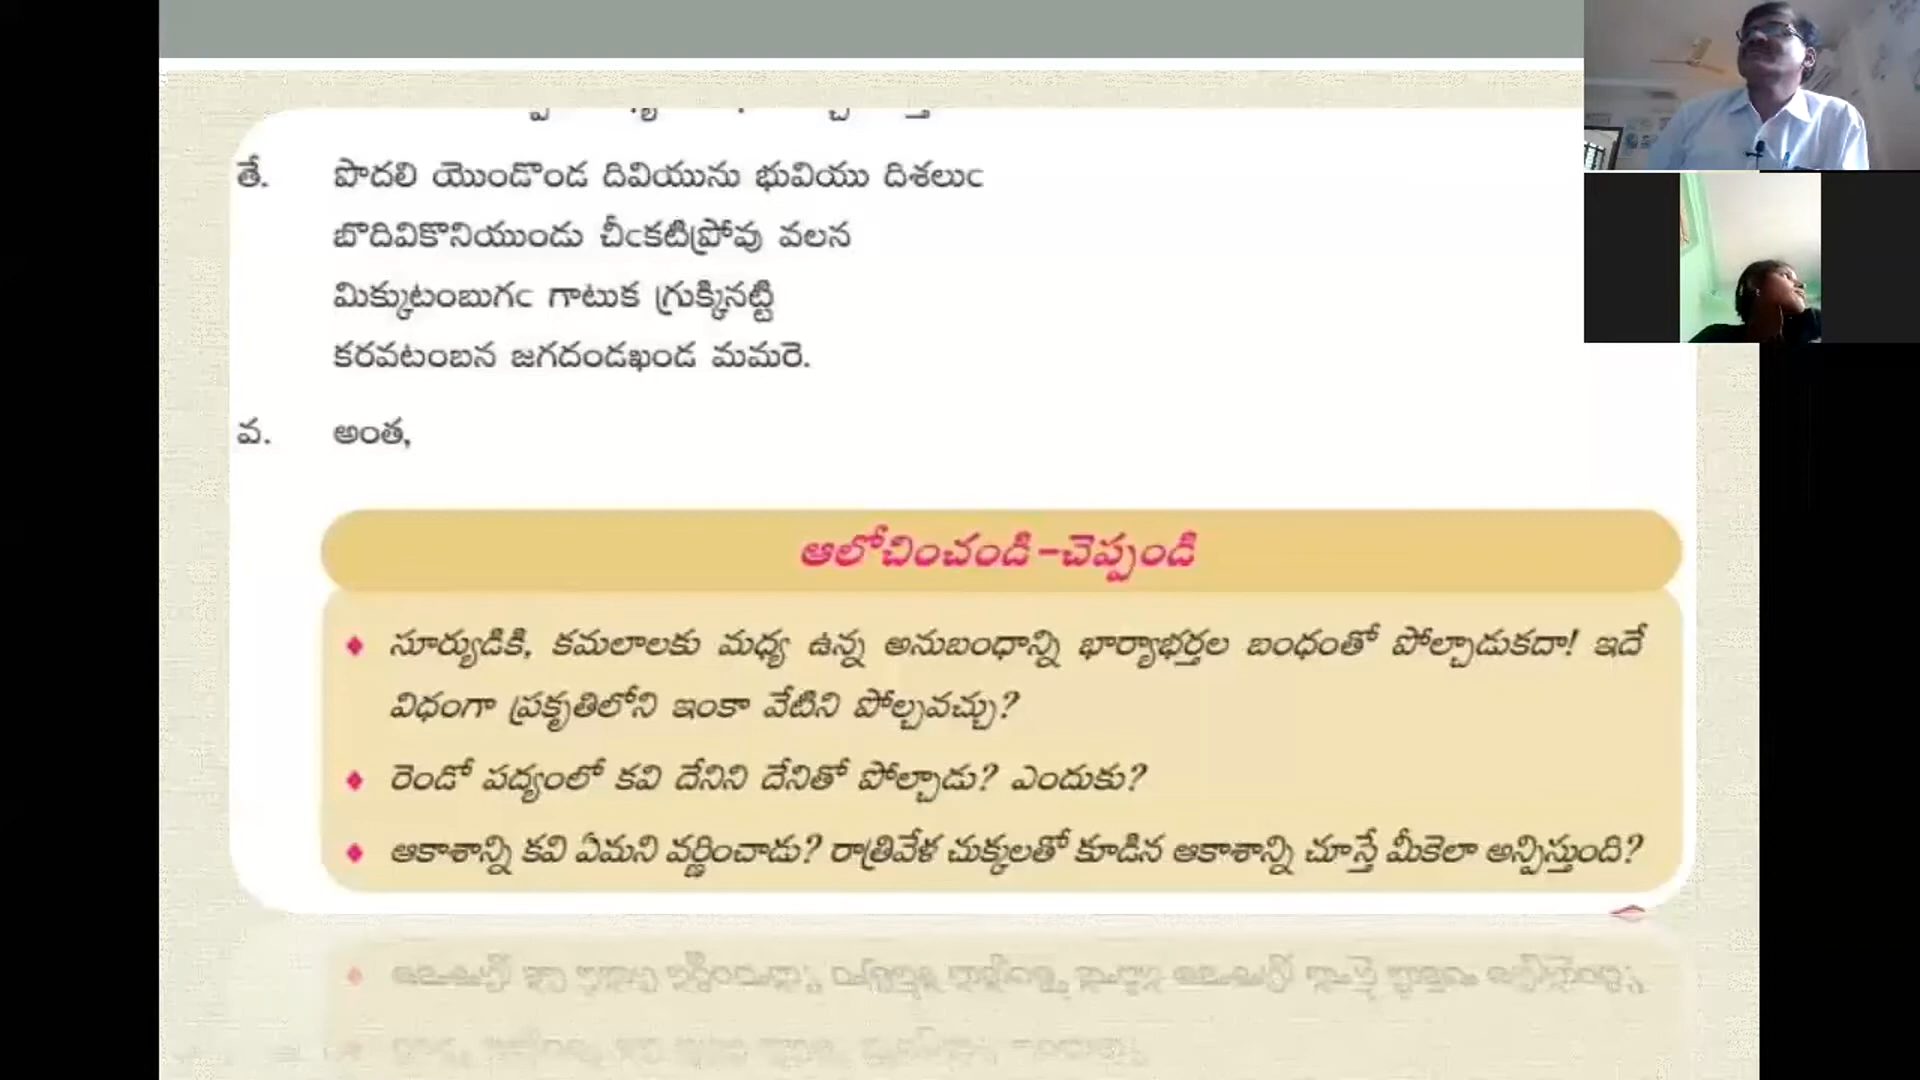 తే. పొదలి యొండొండ దివియును భువియు దిశలుఁ
బొదివికొనియుండు చీఁకటిప్రోవు వలన
మిక్కుటంబుగఁ గాటుక గ్రుక్కినట్టి
కరవటంబన జగదండఖండ మమరె.
వ. అంత,
ఆలోచించండి-చెప్పండి
♦ సూర్యుడికి, కమలాలకు మధ్య ఉన్న అనుబంధాన్ని భార్యాభర్తల బంధంతో పోల్చాడుకదా! ఇదే
విధంగా ప్రకృతిలోని ఇంకా వేటిని పోల్చవచ్చు?
♦ రెండో పద్యంలో కవి దేనిని దేనితో పోల్చాడు? ఎందుకు?
♦ ఆకాశాన్ని కవి ఏమని వర్ణించాడు? రాత్రివేళ చుక్కలతో కూడిన ఆకాశాన్ని చూస్తే మీకెలా అన్పిస్తుంది?